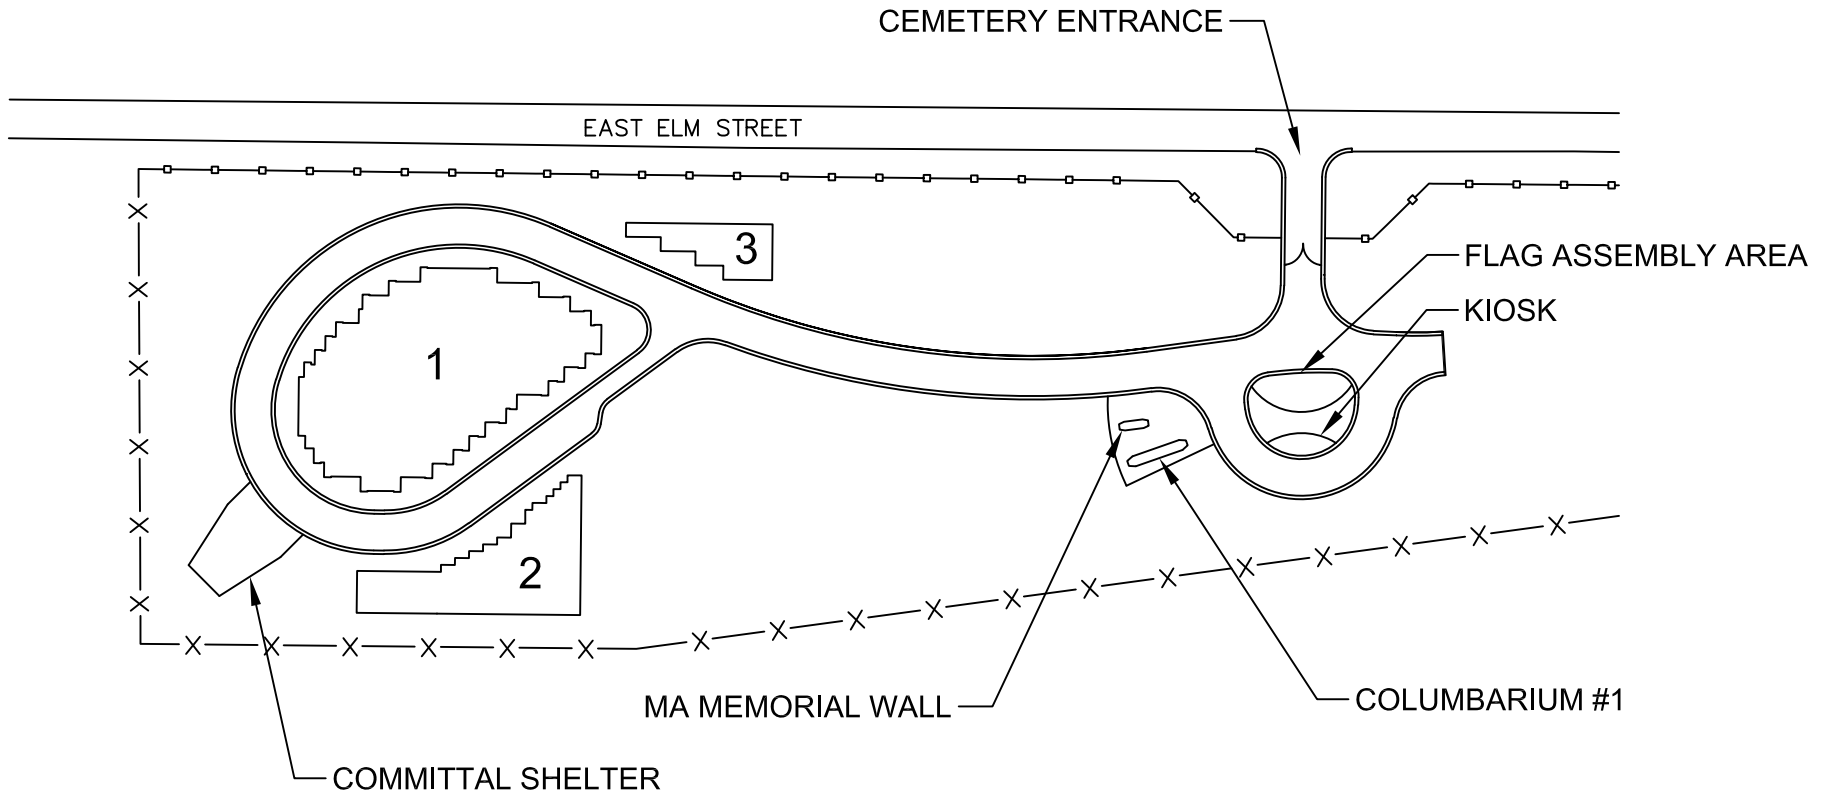 CEMETERY ENTRANCE
EAST ELM STREET
3
FLAG ASSEMBLY AREA
KIOSK
1
2
MA MEMORIAL WALL
COLUMBARIUM #1
COMMITTAL SHELTER